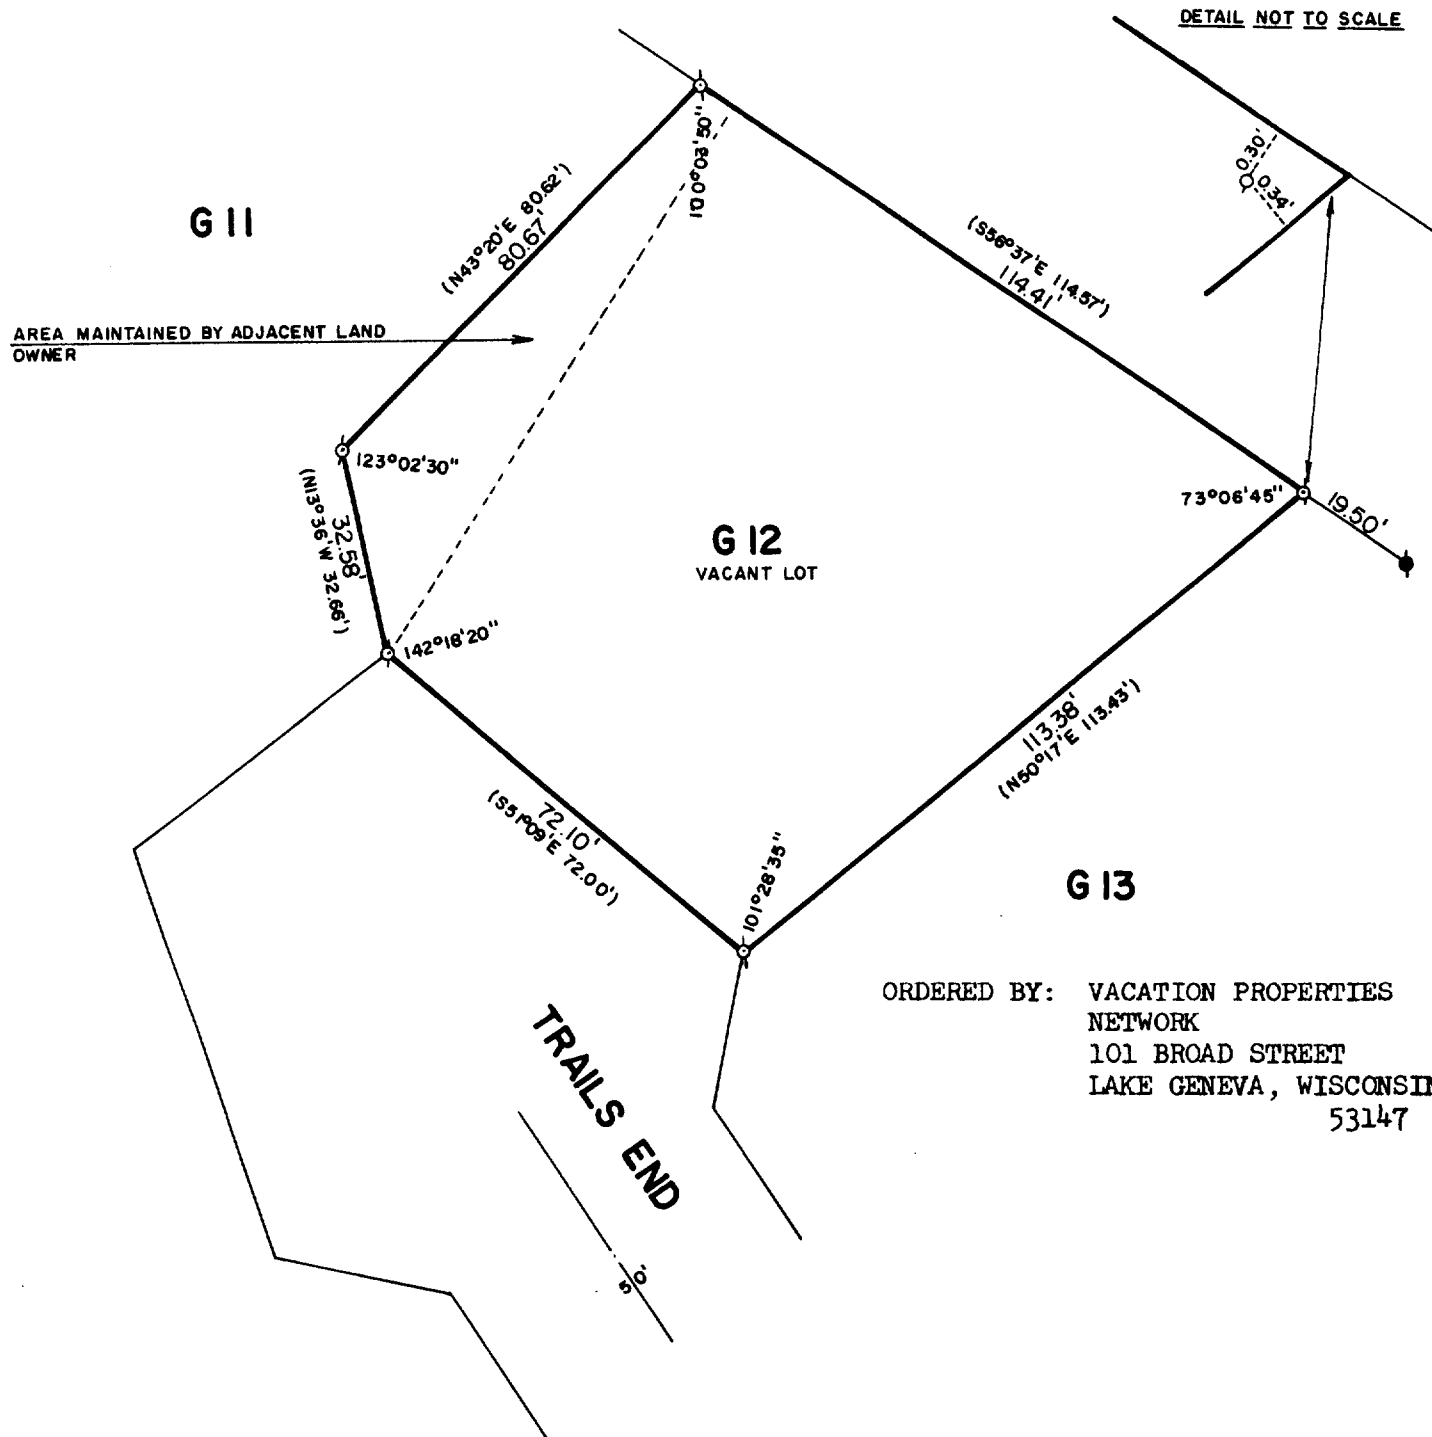 DETAIL NOT TO SCALE
0.30'
0.34'
G 11
(N43°20'E 80.62')
80.67'
(S56°37'E 114.57')
114.41'
AREA MAINTAINED BY ADJACENT LAND
OWNER
123°02'30"
(N13°36'W 32.66')
32.58'
73°06'45"
19.50'
G 12
VACANT LOT
142°18'20"
113.38'
(N50°17'E 113.43')
72.10'
(S51°09'E 72.00')
101°28'35"
G 13
ORDERED BY: VACATION PROPERTIES
NETWORK
101 BROAD STREET
LAKE GENEVA, WISCONSIN
53147
TRAILS END
50'